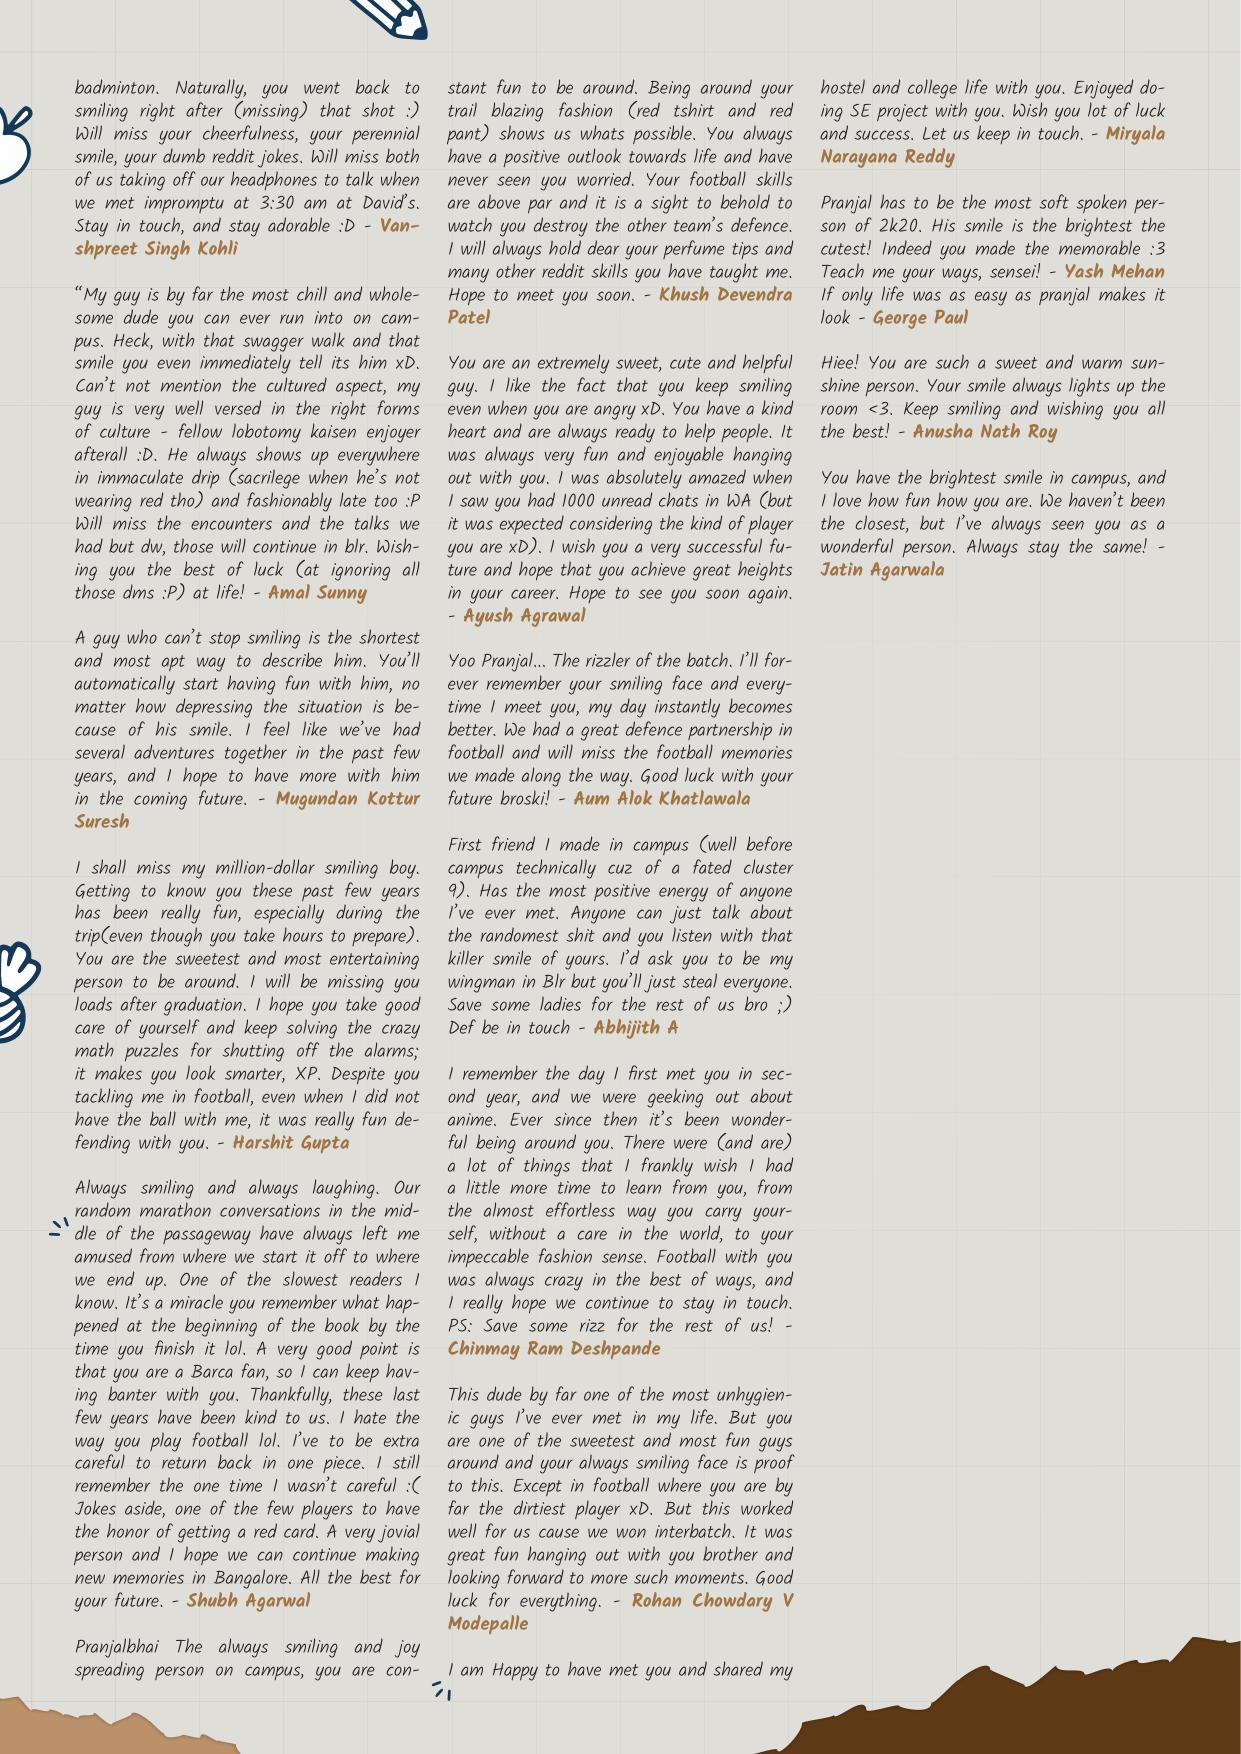 badminton. Naturally, you went back to
smiling right after (missing) that shot :)
Will miss your cheerfulness, your perennial
smile, your dumb reddit jokes. Will miss both
of us taking off our headphones to talk when
we met impromptu at 3:30 am at David's.
Stay in touch, and stay adorable :D - Van-
shpreet Singh Kohli
“My guy is by far the most chill and whole-
some dude you can ever run into on cam-
pus. Heck, with that swagger walk and that
smile you even immediately tell its him xD.
Can't not mention the cultured aspect, my
guy is very well versed in the right forms
of culture - fellow lobotomy kaisen enjoyer
afterall :D. He always shows up everywhere
in immaculate drip (sacrilege when he's not
wearing red tho) and fashionably late too :P
Will miss the encounters and the talks we
had but dw, those will continue in blr. Wish-
ing you the best of luck (at ignoring all
those dms :P) at life! - Amal Sunny
A guy who can't stop smiling is the shortest
and most apt way to describe him. You'll
automatically start having fun with him, no
matter how depressing the situation is be-
cause of his smile. I feel like we've had
several adventures together in the past few
years, and I hope to have more with him
in the coming future. - Mugundan Kottur
Suresh
I shall miss my million-dollar smiling boy.
Getting to know you these past few years
has been really fun, especially during the
trip(even though you take hours to prepare).
You are the sweetest and most entertaining
person to be around. I will be missing you
loads after graduation. I hope you take good
care of yourself and keep solving the crazy
math puzzles for shutting off the alarms;
it makes you look smarter, XP. Despite you
tackling me in football, even when I did not
have the ball with me, it was really fun de-
fending with you. - Harshit Gupta
Always smiling and always laughing. Our
random marathon conversations in the mid-
dle of the passageway have always left me
amused from where we start it off to where
we end up. One of the slowest readers I
know. It's a miracle you remember what hap-
pened at the beginning of the book by the
time you finish it lol. A very good point is
that you are a Barca fan, so I can keep hav-
ing banter with you. Thankfully, these last
few years have been kind to us. I hate the
way you play football lol. I've to be extra
careful to return back in one piece. I still
remember the one time I wasn't careful :(
Jokes aside, one of the few players to have
the honor of getting a red card. A very jovial
person and I hope we can continue making
new memories in Bangalore. All the best for
your future. - Shubh Agarwal
Pranjalbhai The always smiling and joy
spreading person on campus, you are con-
stant fun to be around. Being around your
trail blazing fashion (red tshirt and red
pant) shows us whats possible. You always
have a positive outlook towards life and have
never seen you worried. Your football skills
are above par and it is a sight to behold to
watch you destroy the other team's defence.
I will always hold dear your perfume tips and
many other reddit skills you have taught me.
Hope to meet you soon. - Khush Devendra
Patel
You are an extremely sweet, cute and helpful
guy. I like the fact that you keep smiling
even when you are angry xD. You have a kind
heart and are always ready to help people. It
was always very fun and enjoyable hanging
out with you. I was absolutely amazed when
I saw you had 1000 unread chats in WA (but
it was expected considering the kind of player
you are xD). I wish you a very successful fu-
ture and hope that you achieve great heights
in your career. Hope to see you soon again.
- Ayush Agrawal
Yoo Pranjal... The rizzler of the batch. I'll for-
ever remember your smiling face and every-
time I meet you, my day instantly becomes
better. We had a great defence partnership in
football and will miss the football memories
we made along the way. Good luck with your
future broski! - Aum Alok Khatlawala
First friend I made in campus (well before
campus technically cuz of a fated cluster
9). Has the most positive energy of anyone
I've ever met. Anyone can just talk about
the randomest shit and you listen with that
killer smile of yours. I'd ask you to be my
wingman in Blr but you'll just steal everyone.
Save some ladies for the rest of us bro ;)
Def be in touch - Abhijith A
I remember the day I first met you in sec-
ond year, and we were geeking out about
anime. Ever since then it's been wonder-
ful being around you. There were (and are)
a lot of things that I frankly wish I had
a little more time to learn from you, from
the almost effortless way you carry your-
self, without a care in the world, to your
impeccable fashion sense. Football with you
was always crazy in the best of ways, and
I really hope we continue to stay in touch.
PS: Save some rizz for the rest of us! -
Chinmay Ram Deshpande
This dude by far one of the most unhygien-
ic guys I've ever met in my life. But you
are one of the sweetest and most fun guys
around and your always smiling face is proof
to this. Except in football where you are by
far the dirtiest player xD. But this worked
well for us cause we won interbatch. It was
great fun hanging out with you brother and
looking forward to more such moments. Good
luck for everything. - Rohan Chowdary V
Modepalle
I am Happy to have met you and shared my
hostel and college life with you. Enjoyed do-
ing SE project with you. Wish you lot of luck
and success. Let us keep in touch. - Miryala
Narayana Reddy
Pranjal has to be the most soft spoken per-
son of 2k20. His smile is the brightest the
cutest! Indeed you made the memorable :3
Teach me your ways, sensei! - Yash Mehan
If only life was as easy as pranjal makes it
look - George Paul
Hiee! You are such a sweet and warm sun-
shine person. Your smile always lights up the
room <3. Keep smiling and wishing you all
the best! - Anusha Nath Roy
You have the brightest smile in campus, and
I love how fun how you are. We haven't been
the closest, but I've always seen you as a
wonderful person. Always stay the same! -
Jatin Agarwala